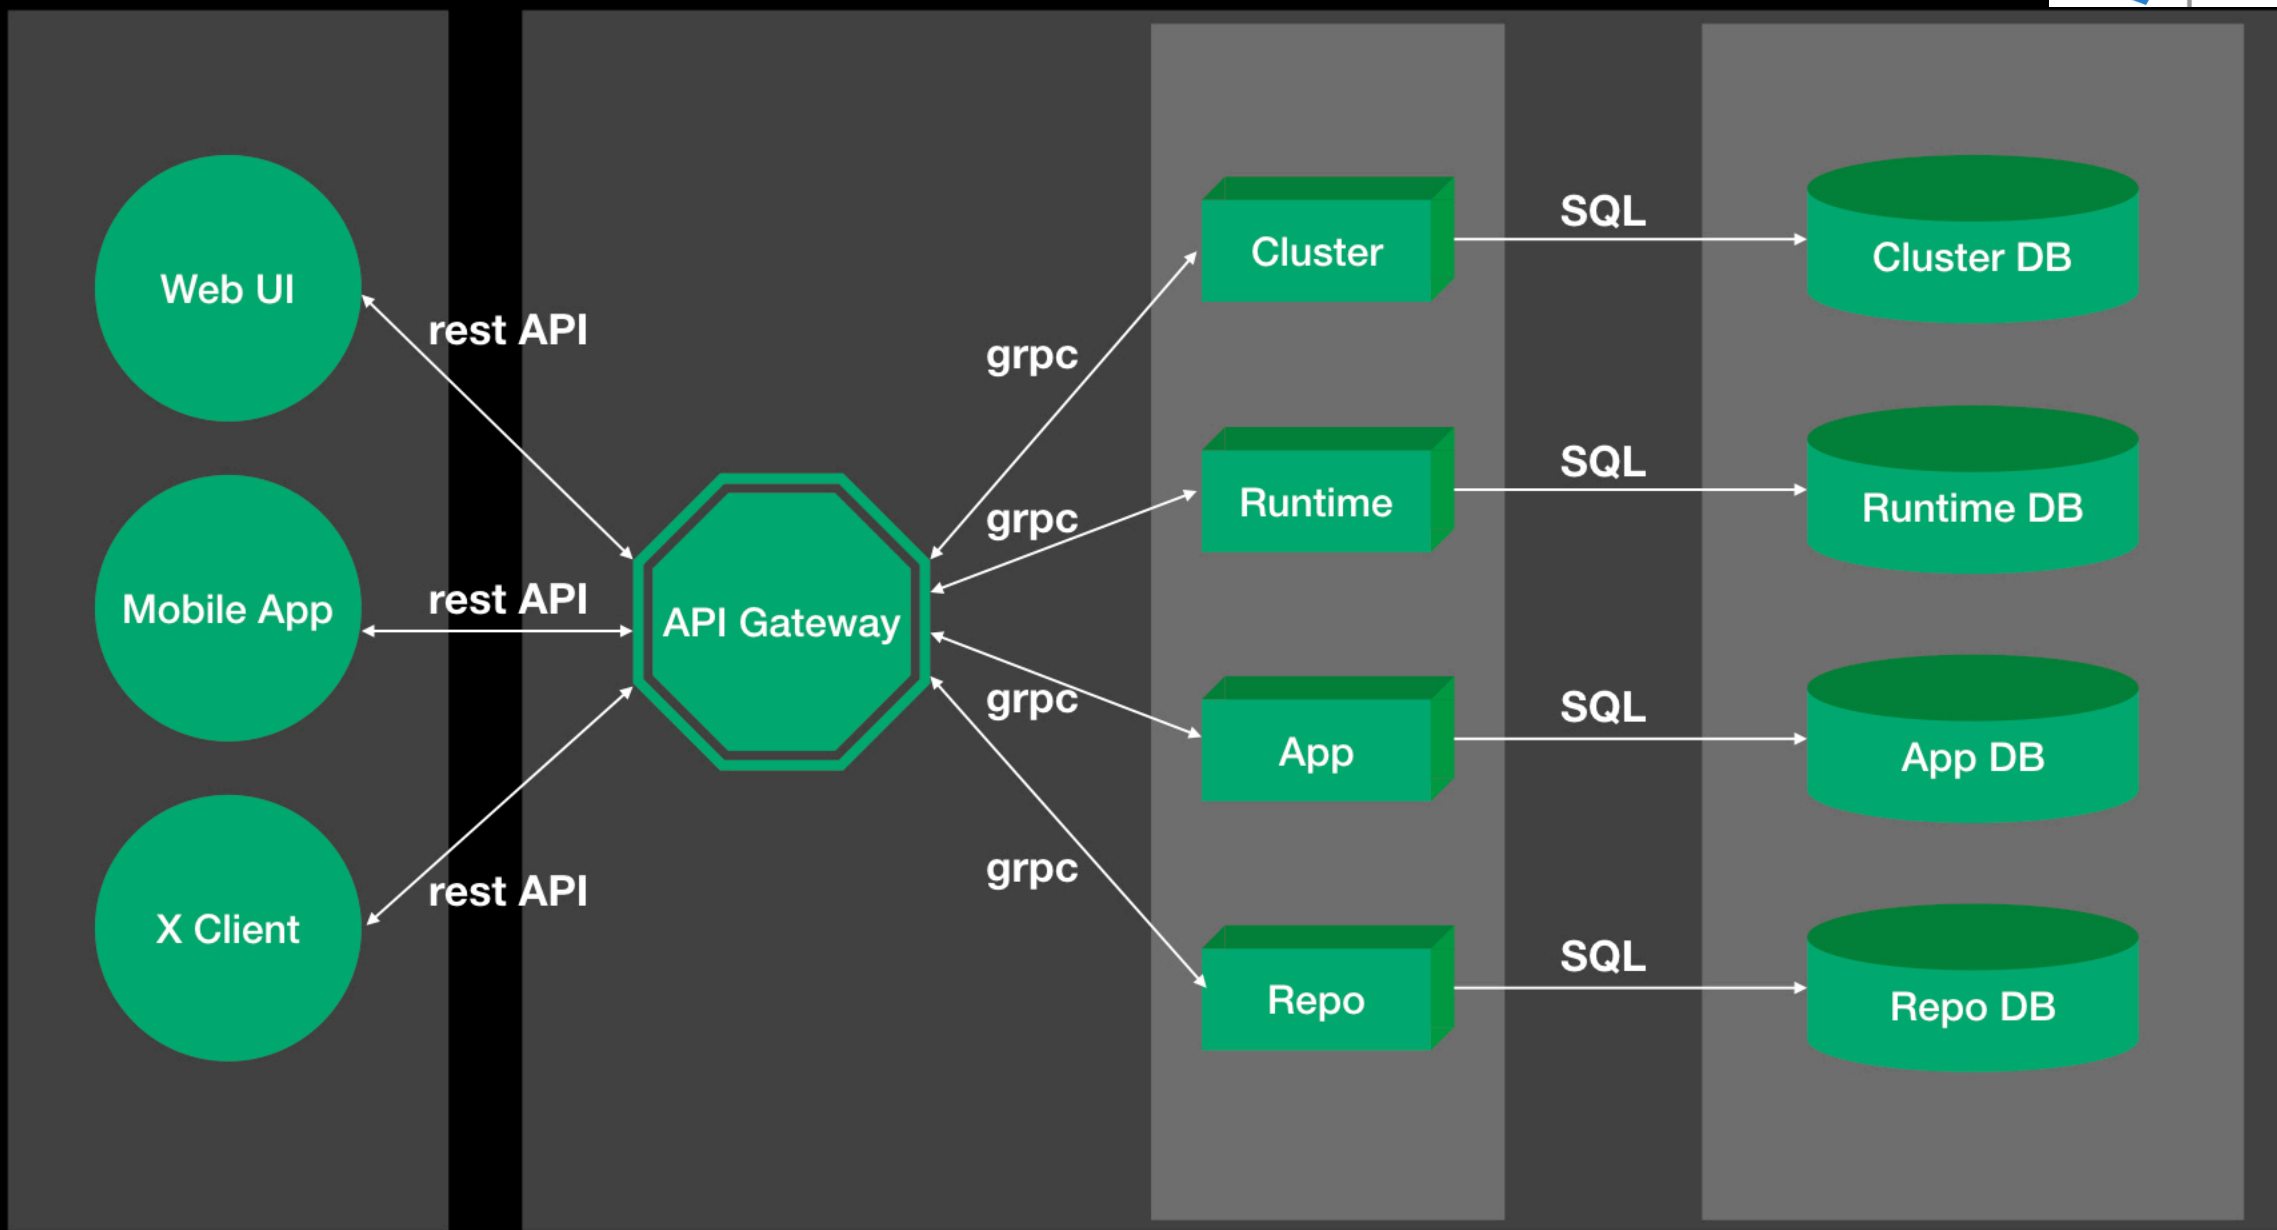 Web UI
Mobile App
X Client
rest API
rest API
rest API
API Gateway
grpc
grpc
grpc
grpc
Cluster
Runtime
App
Repo
SQL
SQL
SQL
SQL
Cluster DB
Runtime DB
App DB
Repo DB